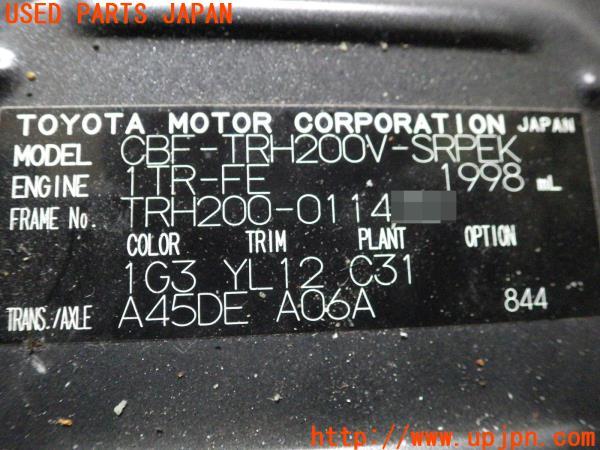 USED PARTS JAPAN
TOYOTA MOTOR CORPORATION JAPAN
MODEL CBF-TRH200V-SRPEK
ENGINE 1TR-FE 1998 mL
FRAME No. TRH200-0114
COLOR TRIM PLANT OPTION
1G3 YL12 C31
TRANS./AXLE A45DE A06A 844
http://www.upjpn.com